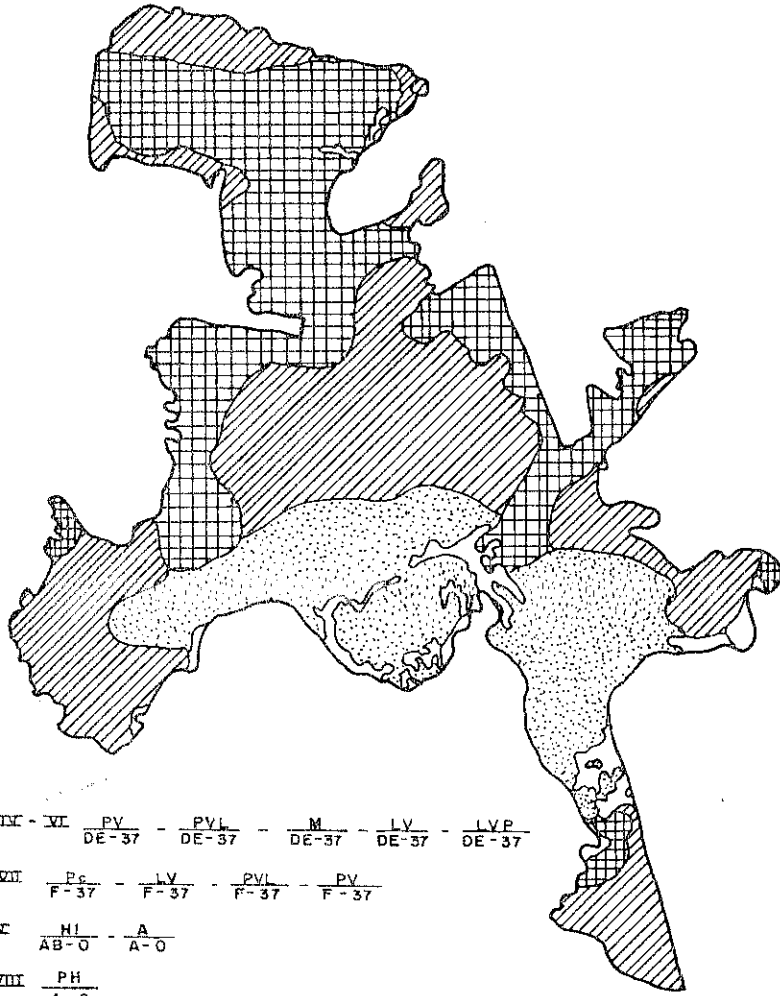 IV - VI PV/DE-37 - PVL/DE-37 - M/DE-37 - LV/DE-37 - LVP/DE-37
VII Pc/F-37 - LV/F-37 - PVL/F-37 - PV/F-37
V HI/AB-0 - A/A-0
VIII PH/A-0